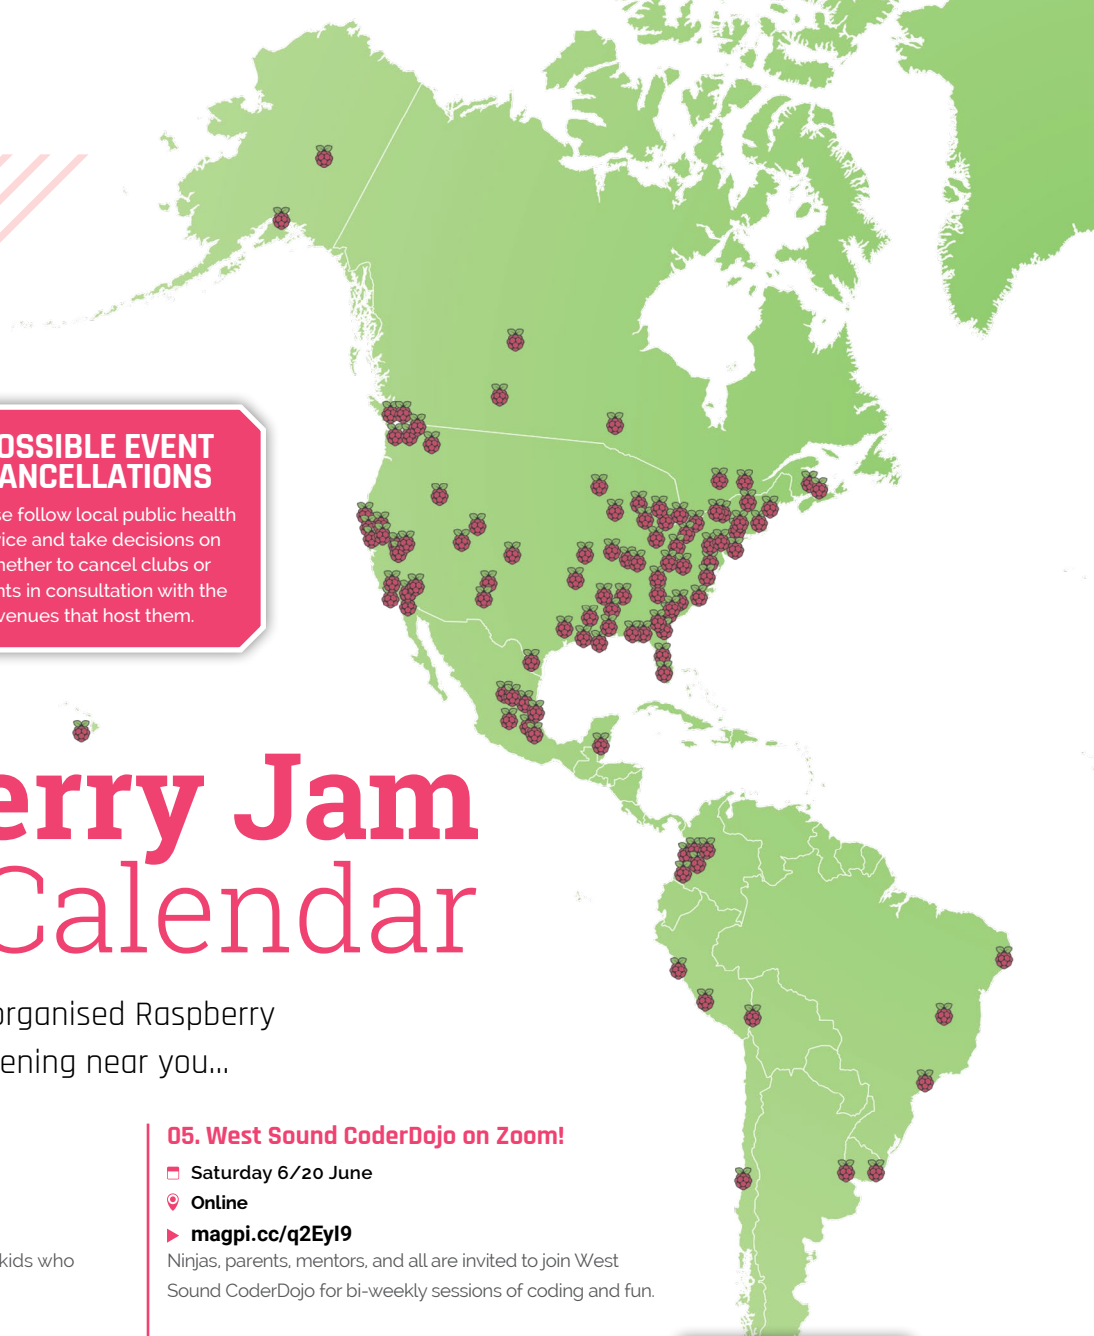 OSSIBLE EVENT
ANCELLATIONS
se follow local public health
ice and take decisions on
hether to cancel clubs or
nts in consultation with the
venues that host them.
erry Jam
Calendar
organised Raspberry
ening near you...
kids who
05. West Sound CoderDojo on Zoom!
Saturday 6/20 June
Online
magpi.cc/q2EyI9
Ninjas, parents, mentors, and all are invited to join West
Sound CoderDojo for bi-weekly sessions of coding and fun.